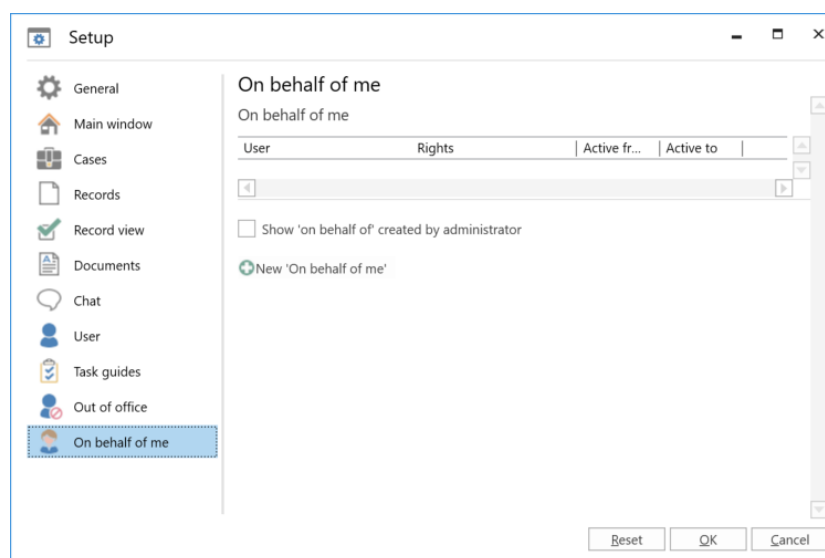 Setup
General
Main window
Cases
Records
Record view
Documents
Chat
User
Task guides
Out of office
On behalf of me
On behalf of me
On behalf of me
User Rights Active fr... Active to
Show 'on behalf of' created by administrator
New 'On behalf of me'
Reset OK Cancel